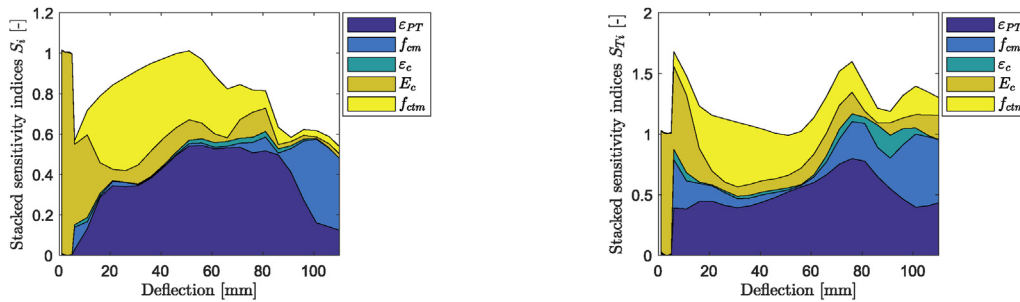 Stacked sensitivity indices S_i [-]
1.2
1
0.8
0.6
0.4
0.2
0
0 20 40 60 80 100
Deflection [mm]
ε_PT
f_cm
ε_c
E_c
f_ctm
Stacked sensitivity indices S_Ti [-]
2
1.5
1
0.5
0
0 20 40 60 80 100
Deflection [mm]
ε_PT
f_cm
ε_c
E_c
f_ctm